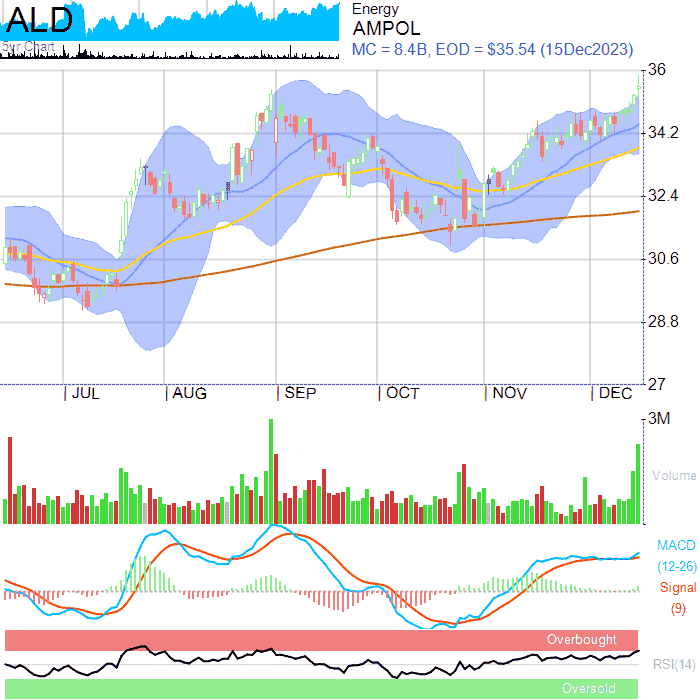 ALD
5yr Chart
Energy
AMPOL
MC = 8.4B, EOD = $35.54 (15Dec2023)
36
34.2
32.4
30.6
28.8
27
JUL AUG SEP OCT NOV DEC
3M
Volume
MACD
(12-26)
Signal
(9)
Overbought
RSI(14)
Oversold